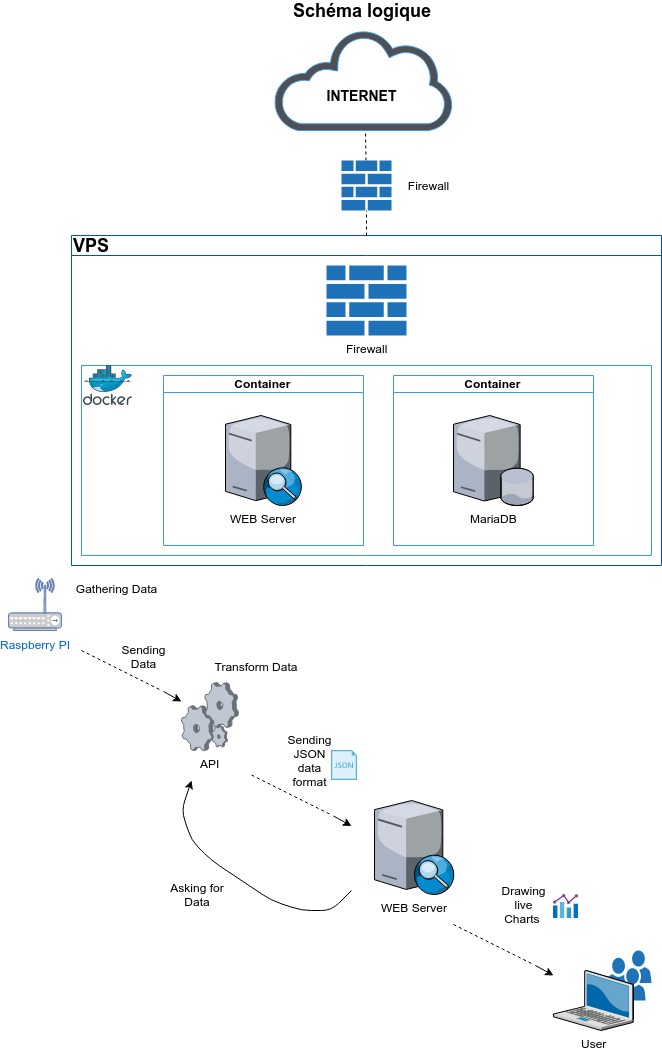 Schéma logique
INTERNET
Firewall
VPS
Firewall
docker
Container
Container
WEB Server
MariaDB
Gathering Data
Raspberry PI
Sending
Data
Transform Data
API
Sending
JSON
data
format
JSON
Asking for
Data
WEB Server
Drawing
live
Charts
User